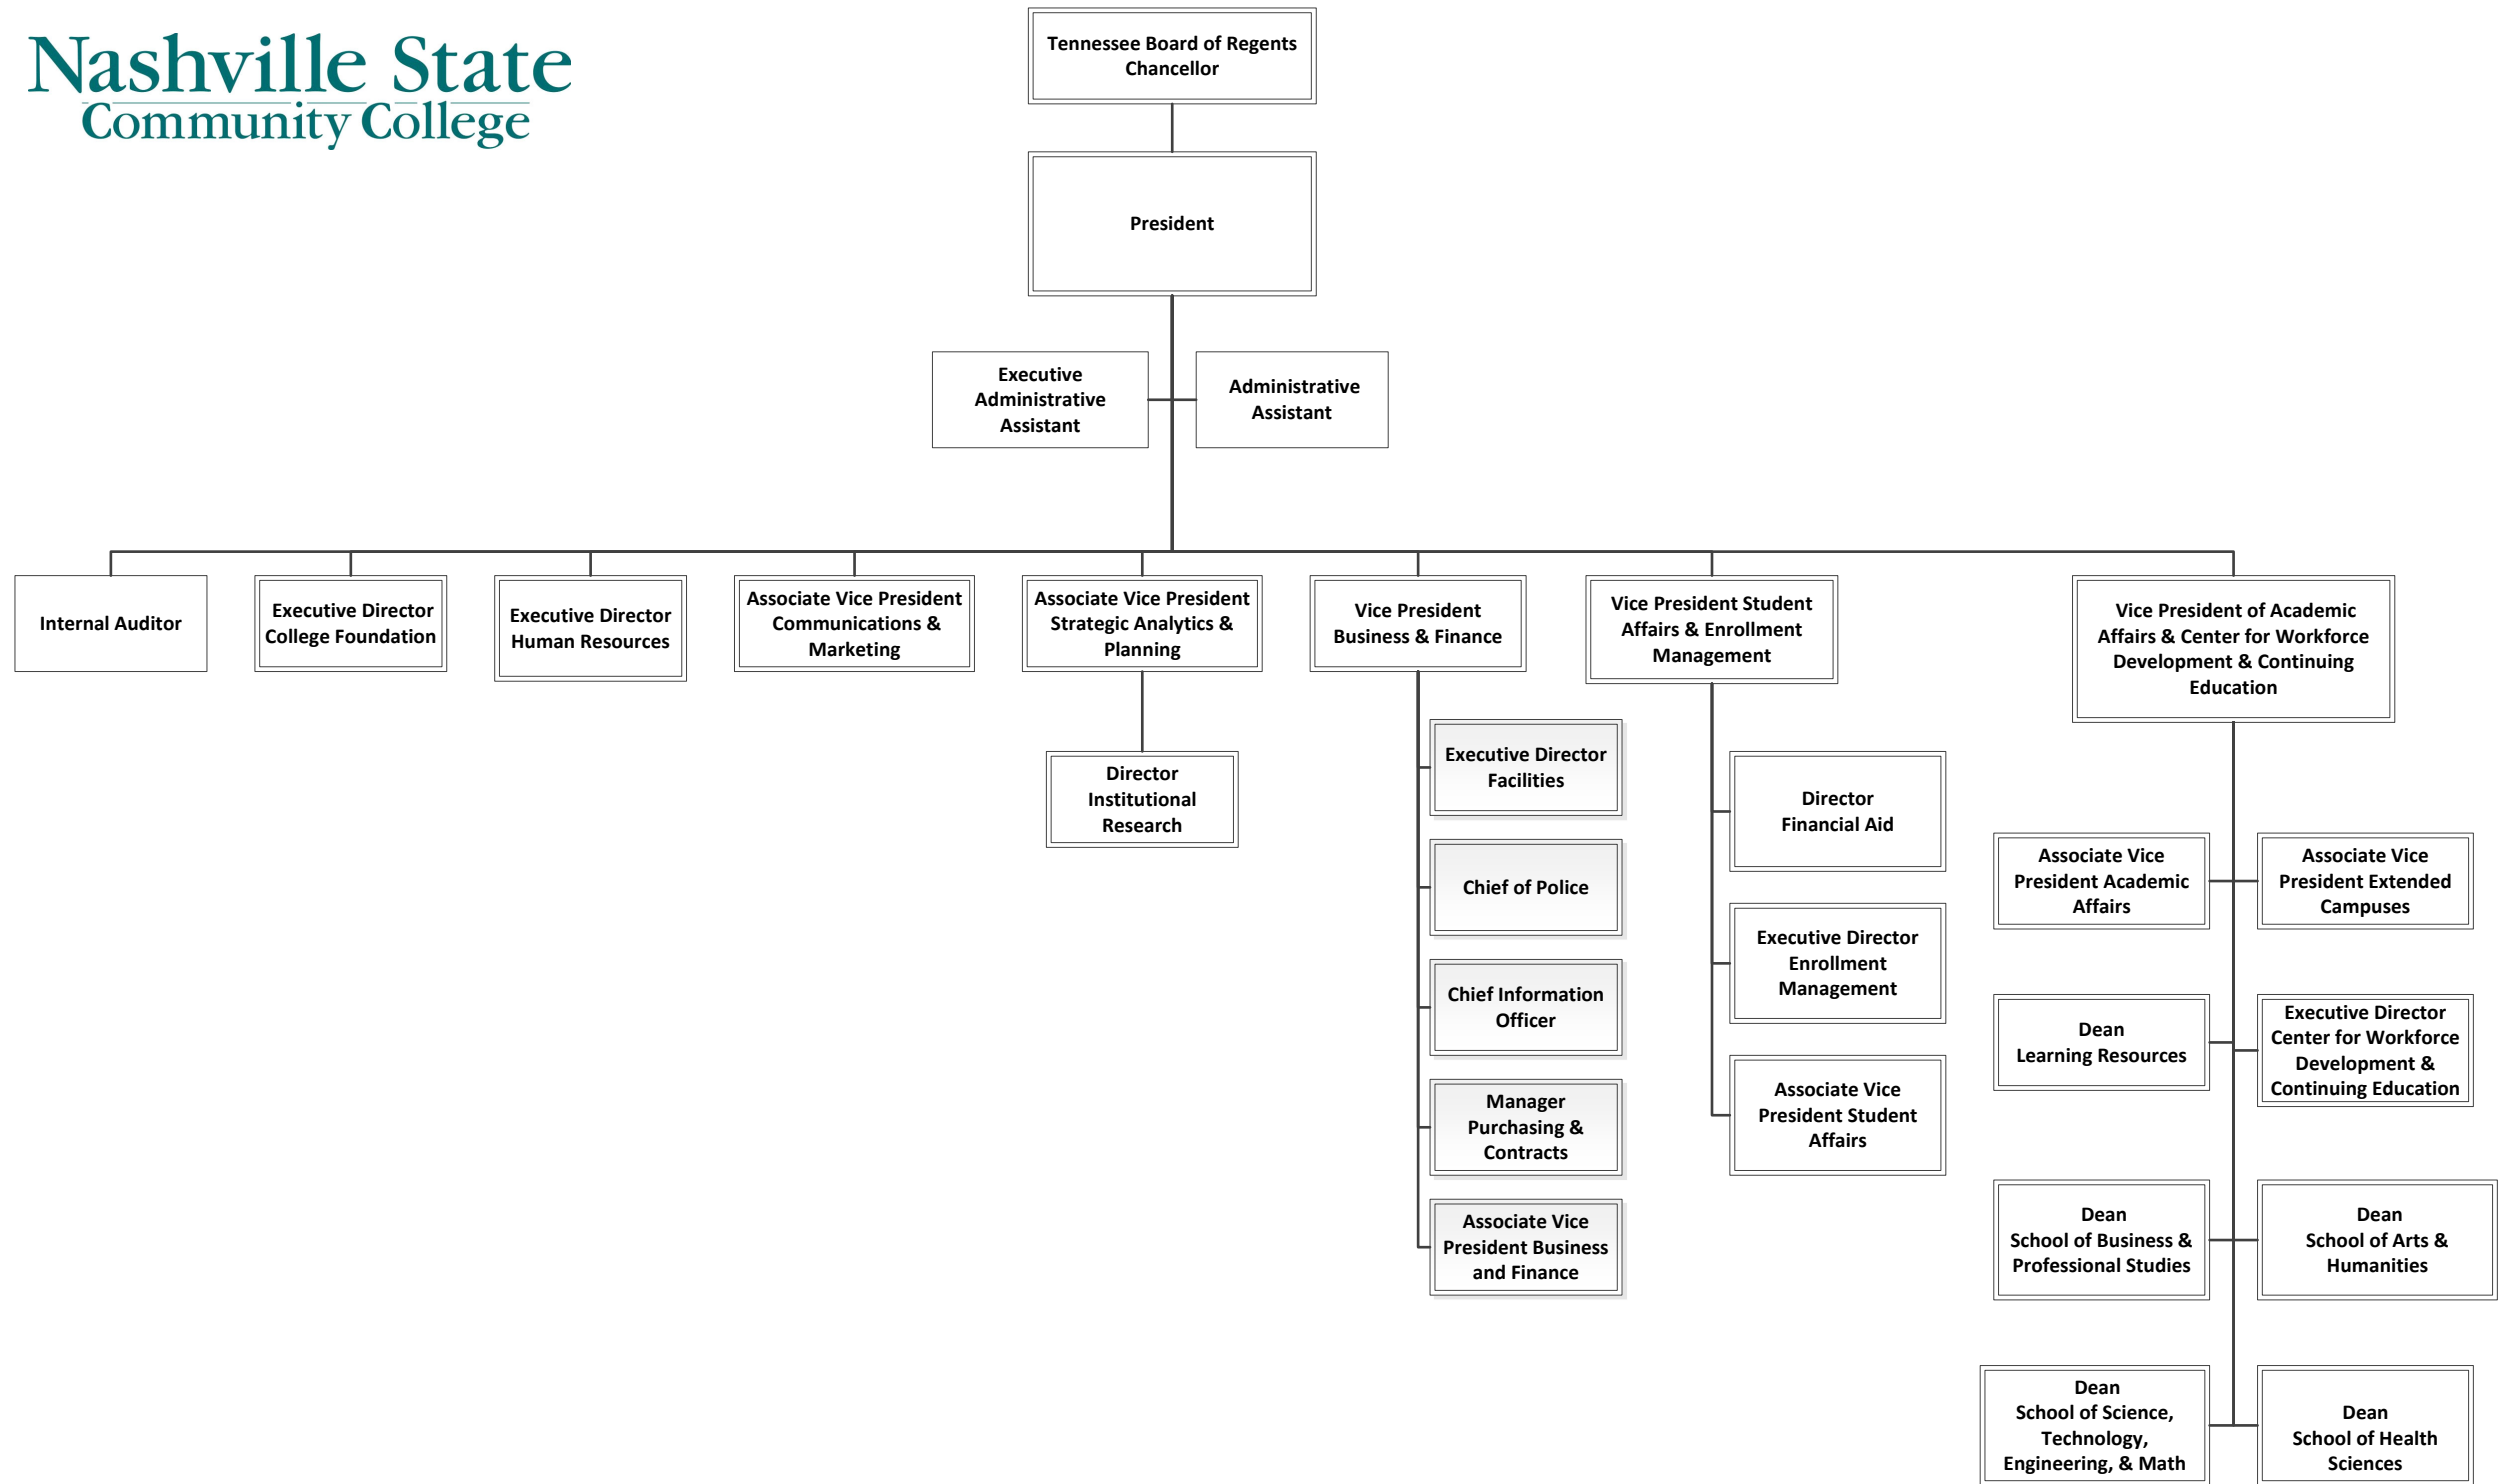 Nashville State
Community College
Tennessee Board of Regents
Chancellor
President
Executive
Administrative
Assistant
Administrative
Assistant
Internal Auditor
Executive Director
College Foundation
Executive Director
Human Resources
Associate Vice President
Communications &
Marketing
Associate Vice President
Strategic Analytics &
Planning
Vice President
Business & Finance
Vice President Student
Affairs & Enrollment
Management
Vice President of Academic
Affairs & Center for Workforce
Development & Continuing
Education
Director
Institutional
Research
Executive Director
Facilities
Chief of Police
Chief Information
Officer
Manager
Purchasing &
Contracts
Associate Vice
President Business
and Finance
Director
Financial Aid
Executive Director
Enrollment
Management
Associate Vice
President Student
Affairs
Associate Vice
President Academic
Affairs
Associate Vice
President Extended
Campuses
Dean
Learning Resources
Executive Director
Center for Workforce
Development &
Continuing Education
Dean
School of Business &
Professional Studies
Dean
School of Arts &
Humanities
Dean
School of Science,
Technology,
Engineering, & Math
Dean
School of Health
Sciences